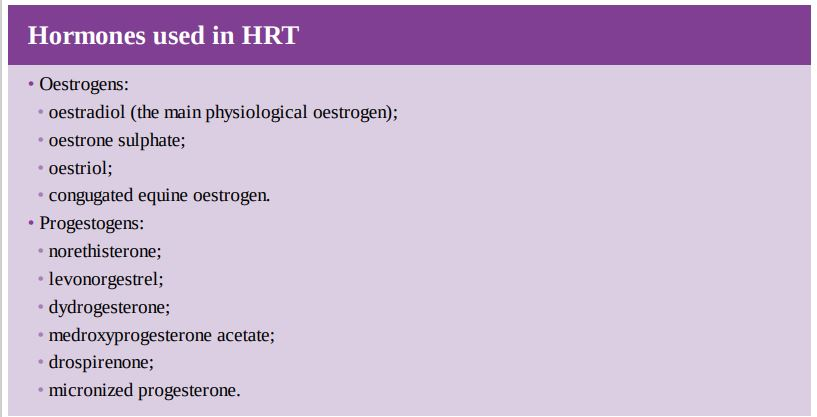 Hormones used in HRT
• Oestrogens:
• oestradiol (the main physiological oestrogen);
• oestrone sulphate;
• oestriol;
• congugated equine oestrogen.
• Progestogens:
• norethisterone;
• levonorgestrel;
• dydrogesterone;
• medroxyprogesterone acetate;
• drospirenone;
• micronized progesterone.